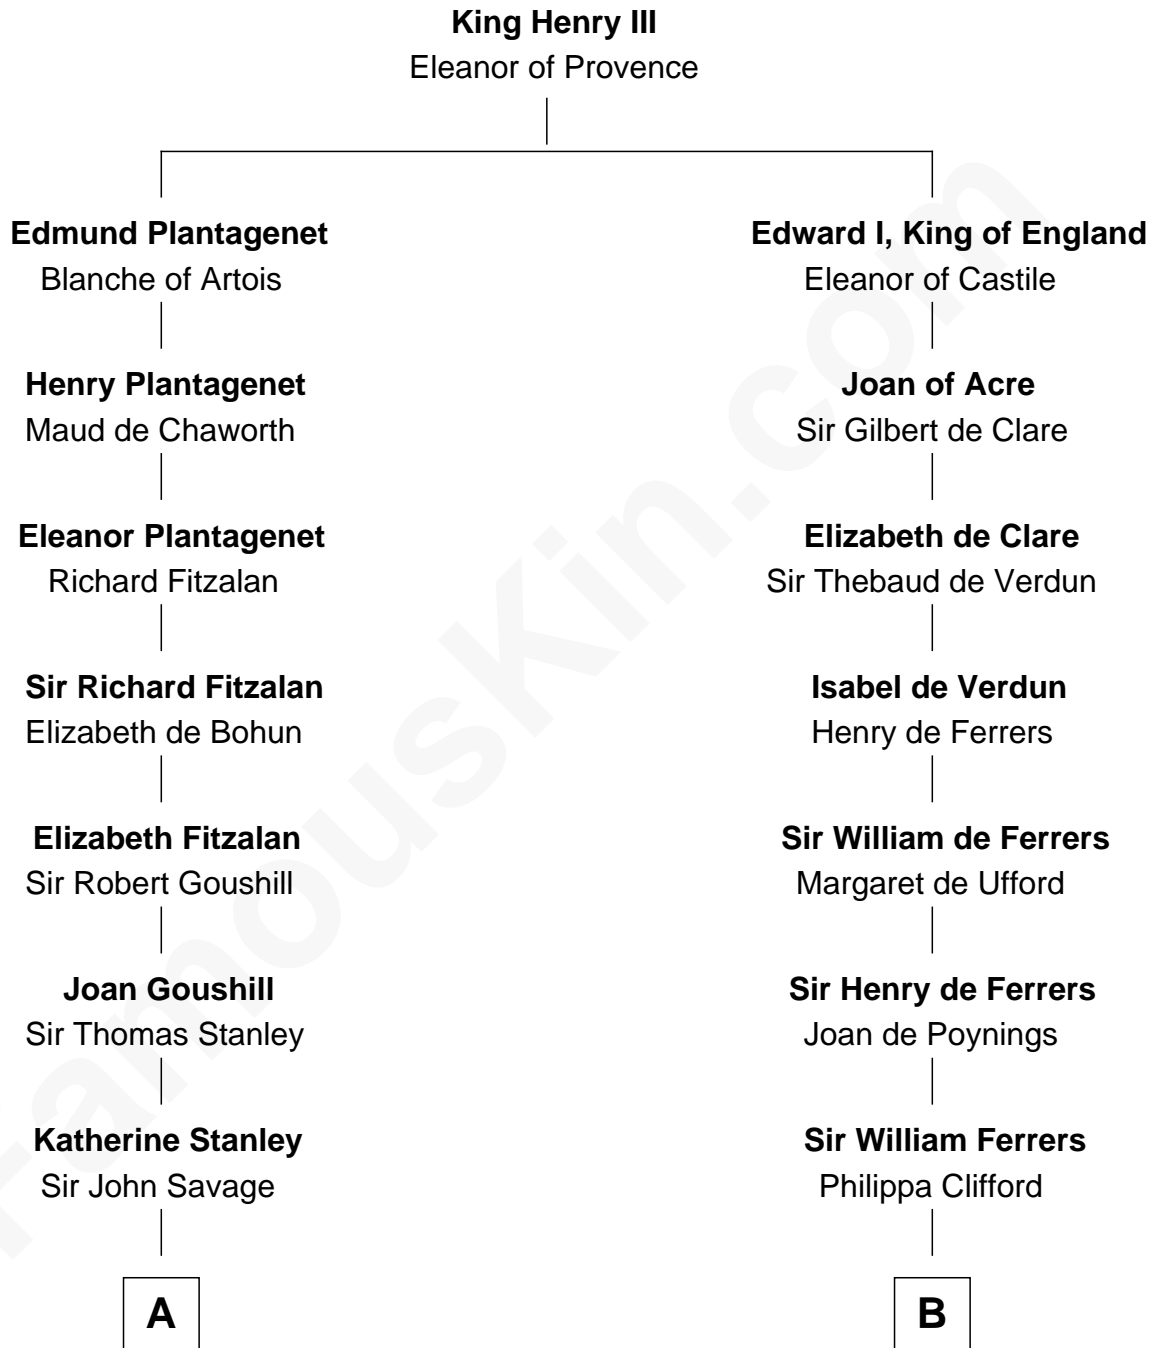 King Henry III
Eleanor of Provence
Edmund Plantagenet
Blanche of Artois
Henry Plantagenet
Maud de Chaworth
Eleanor Plantagenet
Richard Fitzalan
Sir Richard Fitzalan
Elizabeth de Bohun
Elizabeth Fitzalan
Sir Robert Goushill
Joan Goushill
Sir Thomas Stanley
Katherine Stanley
Sir John Savage
A
Edward I, King of England
Eleanor of Castile
Joan of Acre
Sir Gilbert de Clare
Elizabeth de Clare
Sir Thebaud de Verdun
Isabel de Verdun
Henry de Ferrers
Sir William de Ferrers
Margaret de Ufford
Sir Henry de Ferrers
Joan de Poynings
Sir William Ferrers
Philippa Clifford
B
FamousKin.com